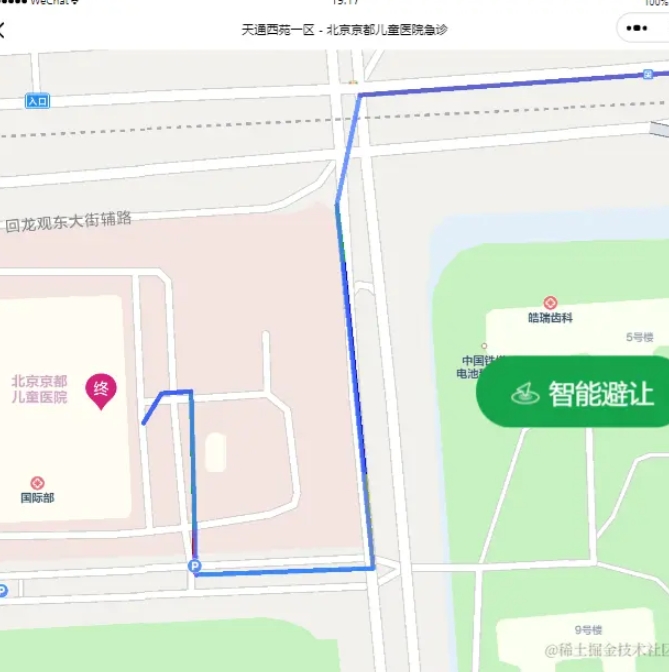 WeChat
19:17
100%
天通西苑一区 - 北京京都儿童医院急诊
入口
回龙观东大街辅路
皓瑞齿科
5号楼
中国铁
电池
智能避让
北京京都
儿童医院
终
国际部
P
P
9号楼
@稀土掘金技术社区